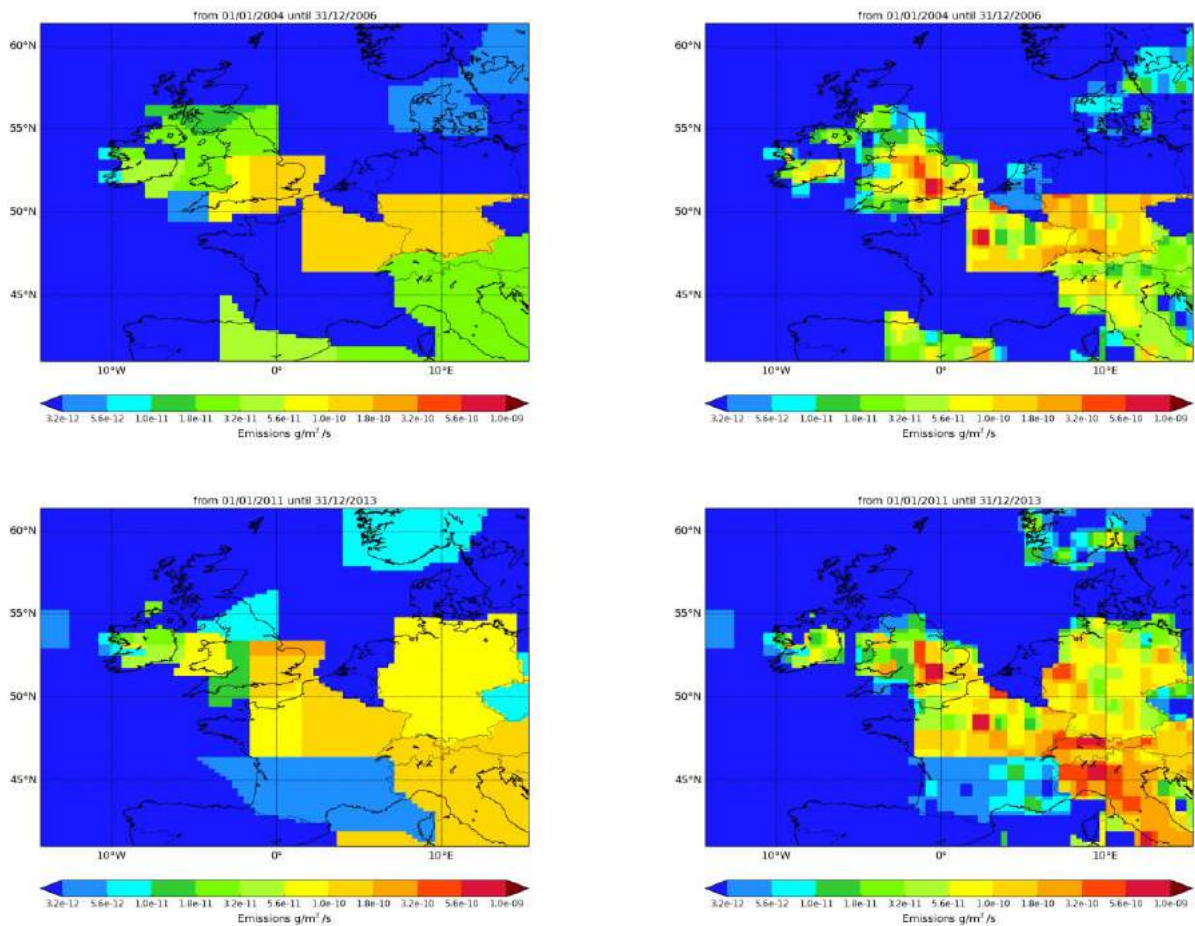 from 01/01/2004 until 31/12/2006
60°N
55°N
50°N
45°N
10°W 0° 10°E
3.2e-12 5.6e-12 1.0e-11 1.8e-11 3.2e-11 5.6e-11 1.0e-10 1.8e-10 3.2e-10 5.6e-10 1.0e-09
Emissions g/m²/s
from 01/01/2004 until 31/12/2006
60°N
55°N
50°N
45°N
10°W 0° 10°E
3.2e-12 5.6e-12 1.0e-11 1.8e-11 3.2e-11 5.6e-11 1.0e-10 1.8e-10 3.2e-10 5.6e-10 1.0e-09
Emissions g/m²/s
from 01/01/2011 until 31/12/2013
60°N
55°N
50°N
45°N
10°W 0° 10°E
3.2e-12 5.6e-12 1.0e-11 1.8e-11 3.2e-11 5.6e-11 1.0e-10 1.8e-10 3.2e-10 5.6e-10 1.0e-09
Emissions g/m²/s
from 01/01/2011 until 31/12/2013
60°N
55°N
50°N
45°N
10°W 0° 10°E
3.2e-12 5.6e-12 1.0e-11 1.8e-11 3.2e-11 5.6e-11 1.0e-10 1.8e-10 3.2e-10 5.6e-10 1.0e-09
Emissions g/m²/s